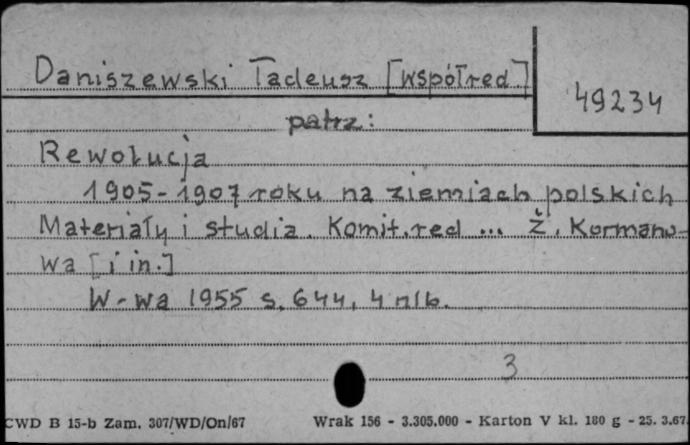 Daniszewski Tadeusz [współred]
49234
patrz:
Rewolucja
1905-1907 roku na ziemiach polskich
Materiały i studia. Komit. red ... Ż. Kormano-
wa [i in.]
W-wa 1955 s. 644, 4 nlb.
3
CWD B 15-b Zam. 307/WD/On/67 Wrak 156 - 3.305.000 - Karton V kl. 180 g - 25. 3.67